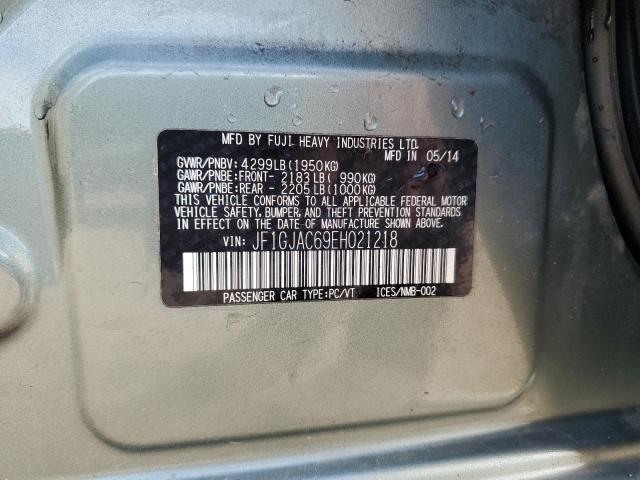 MFD BY FUJI HEAVY INDUSTRIES LTD.
MFD IN 05/14
GVWR/PNBV: 4299LB(1950KG)
GAWR/PNBE:FRONT- 2183LB( 990KG)
GAWR/PNBE:REAR - 2205LB(1000KG)
THIS VEHICLE CONFORMS TO ALL APPLICABLE FEDERAL MOTOR
VEHICLE SAFETY, BUMPER, AND THEFT PREVENTION STANDARDS
IN EFFECT ON THE DATE OF MANUFACTURE SHOWN ABOVE.
VIN: JF1GJAC69EH021218
PASSENGER CAR TYPE:PC/VT ICES/NMB-002